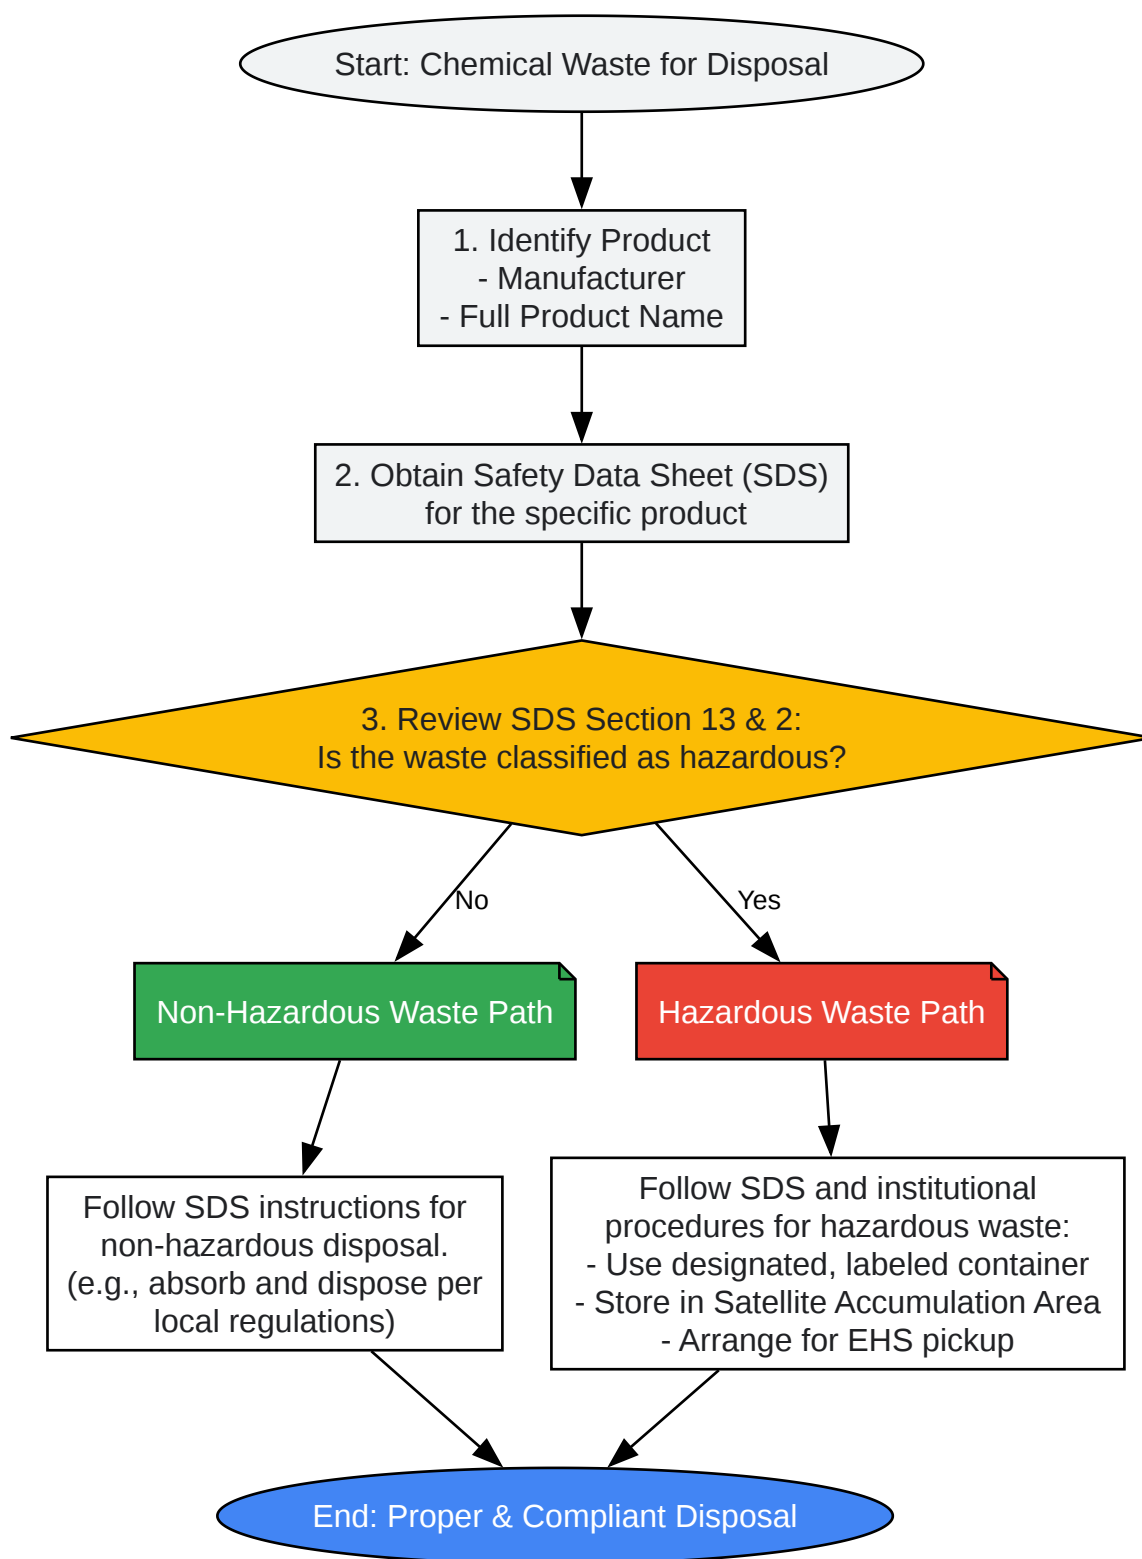 Start: Chemical Waste for Disposal
1. Identify Product
- Manufacturer
- Full Product Name
2. Obtain Safety Data Sheet (SDS)
for the specific product
3. Review SDS Section 13 & 2:
Is the waste classified as hazardous?
No
Yes
Non-Hazardous Waste Path
Hazardous Waste Path
Follow SDS instructions for
non-hazardous disposal.
(e.g., absorb and dispose per
local regulations)
Follow SDS and institutional
procedures for hazardous waste:
- Use designated, labeled container
- Store in Satellite Accumulation Area
- Arrange for EHS pickup
End: Proper & Compliant Disposal